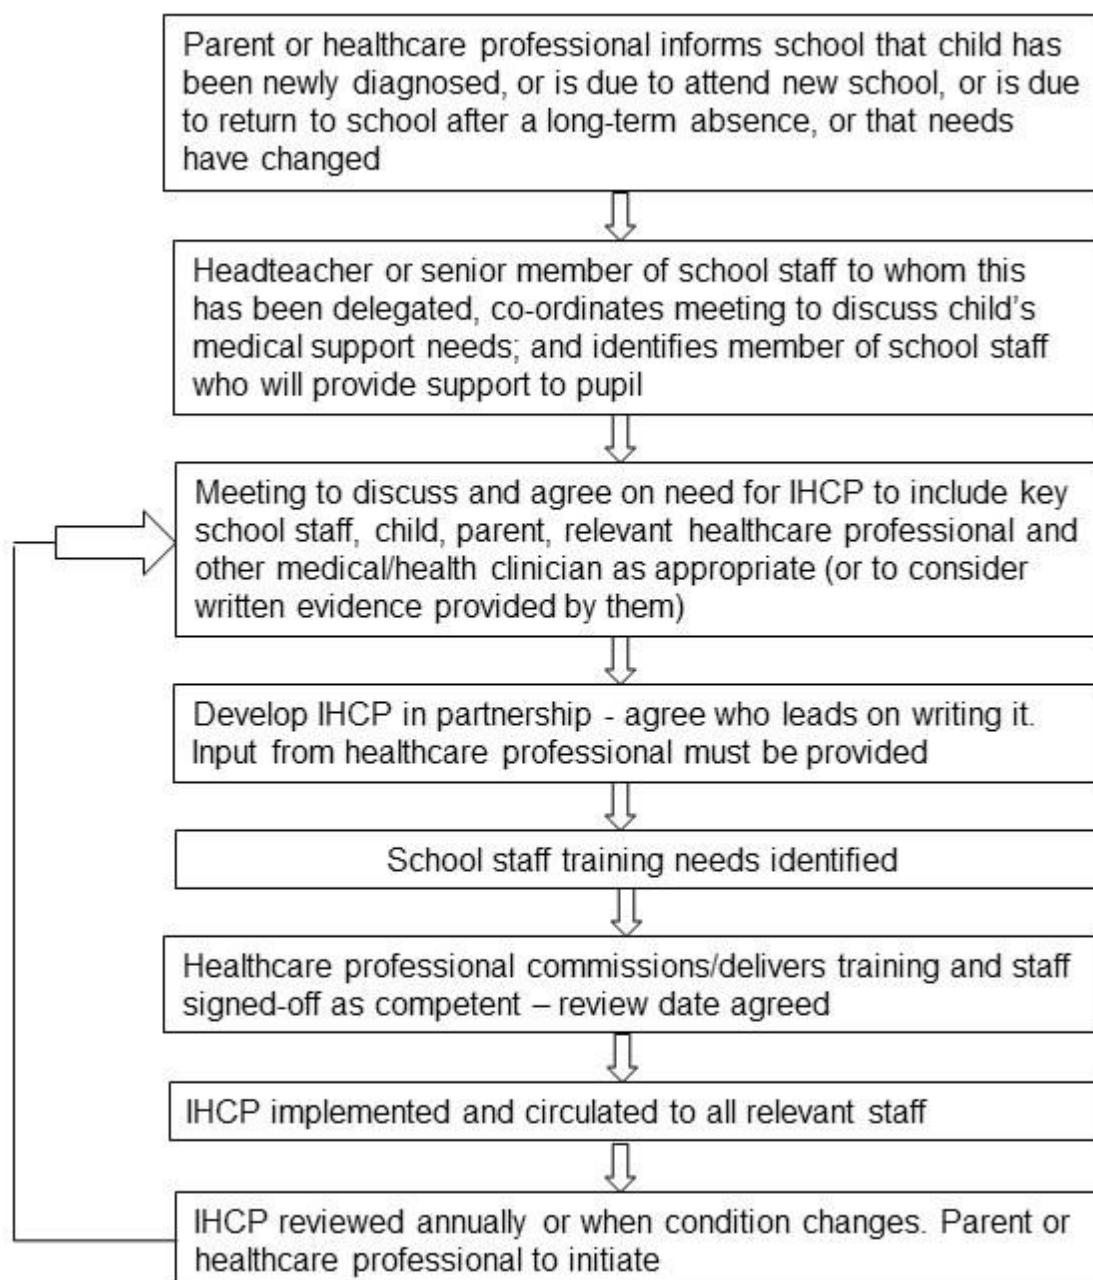 Parent or healthcare professional informs school that child has
been newly diagnosed, or is due to attend new school, or is due
to return to school after a long-term absence, or that needs
have changed
Headteacher or senior member of school staff to whom this
has been delegated, co-ordinates meeting to discuss child's
medical support needs; and identifies member of school staff
who will provide support to pupil
Meeting to discuss and agree on need for IHCP to include key
school staff, child, parent, relevant healthcare professional and
other medical/health clinician as appropriate (or to consider
written evidence provided by them)
Develop IHCP in partnership - agree who leads on writing it.
Input from healthcare professional must be provided
School staff training needs identified
Healthcare professional commissions/delivers training and staff
signed-off as competent – review date agreed
IHCP implemented and circulated to all relevant staff
IHCP reviewed annually or when condition changes. Parent or
healthcare professional to initiate